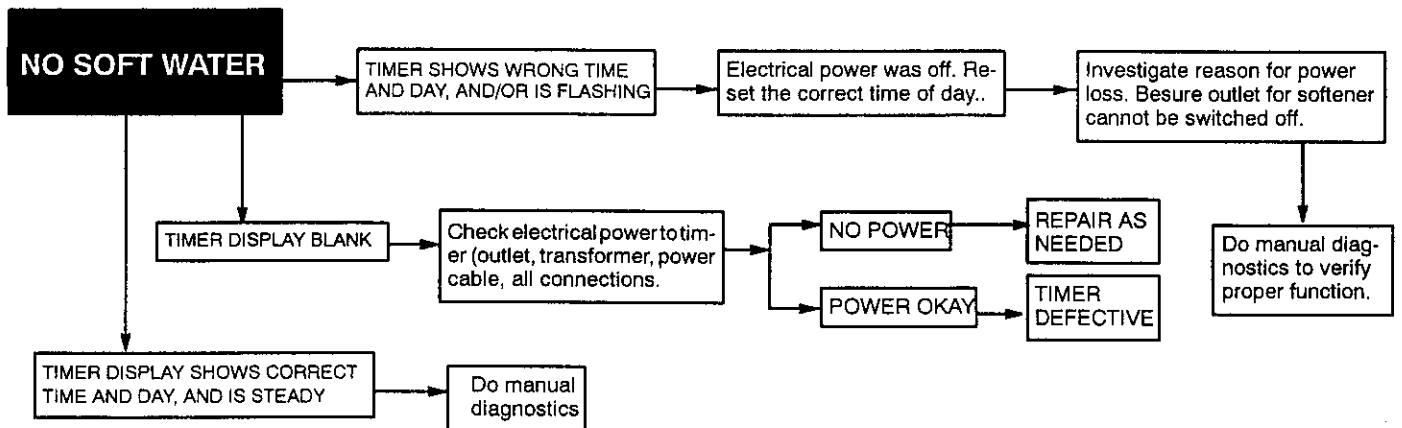 NO SOFT WATER
TIMER SHOWS WRONG TIME
AND DAY, AND/OR IS FLASHING
Electrical power was off. Re-
set the correct time of day..
Investigate reason for power
loss. Besure outlet for softener
cannot be switched off.
TIMER DISPLAY BLANK
Check electrical power to tim-
er (outlet, transformer, power
cable, all connections.
NO POWER
REPAIR AS
NEEDED
POWER OKAY
TIMER
DEFECTIVE
Do manual diag-
nostics to verify
proper function.
TIMER DISPLAY SHOWS CORRECT
TIME AND DAY, AND IS STEADY
Do manual
diagnostics